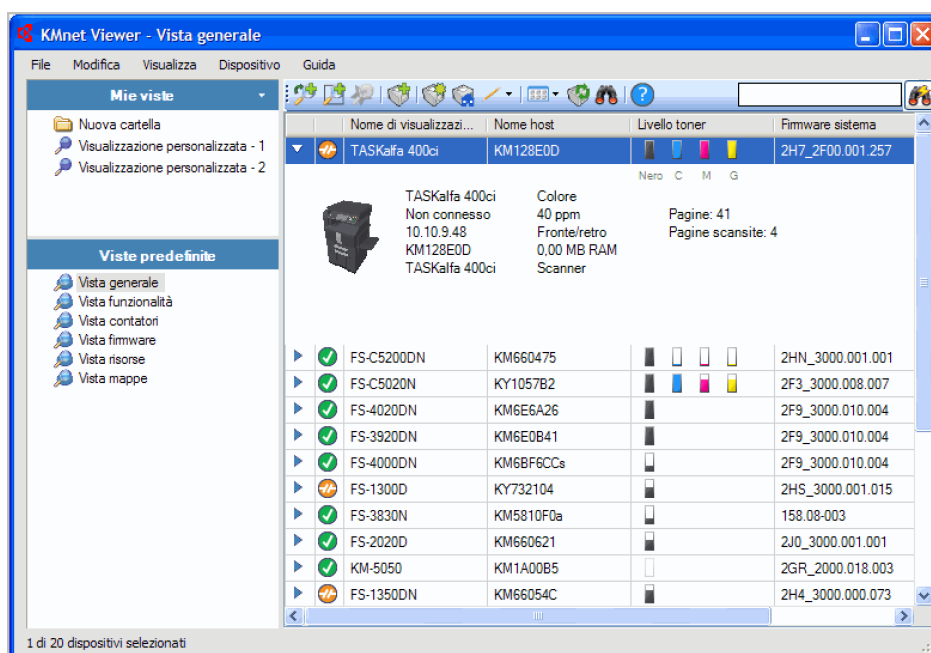 KMnet Viewer - Vista generale
File Modifica Visualizza Dispositivo Guida
Mie viste
Nuova cartella
Visualizzazione personalizzata - 1
Visualizzazione personalizzata - 2
Viste predefinite
Vista generale
Vista funzionalità
Vista contatori
Vista firmware
Vista risorse
Vista mappe
Nome di visualizzazi... Nome host Livello toner Firmware sistema
TASKalfa 400ci KM128E0D 2H7_2F00.001.257
Nero C M G
TASKalfa 400ci Colore
Non connesso 40 ppm Pagine: 41
10.10.9.48 Fronte/retro Pagine scansite: 4
KM128E0D 0,00 MB RAM
TASKalfa 400ci Scanner
FS-C5200DN KM660475 2HN_3000.001.001
FS-C5020N KY1057B2 2F3_3000.008.007
FS-4020DN KM6E6A26 2F9_3000.010.004
FS-3920DN KM6E0B41 2F9_3000.010.004
FS-4000DN KM6BF6CCs 2F9_3000.010.004
FS-1300D KY732104 2HS_3000.001.015
FS-3830N KM5810F0a 158.08-003
FS-2020D KM660621 2J0_3000.001.001
KM-5050 KM1A00B5 2GR_2000.018.003
FS-1350DN KM66054C 2H4_3000.000.073
1 di 20 dispositivi selezionati